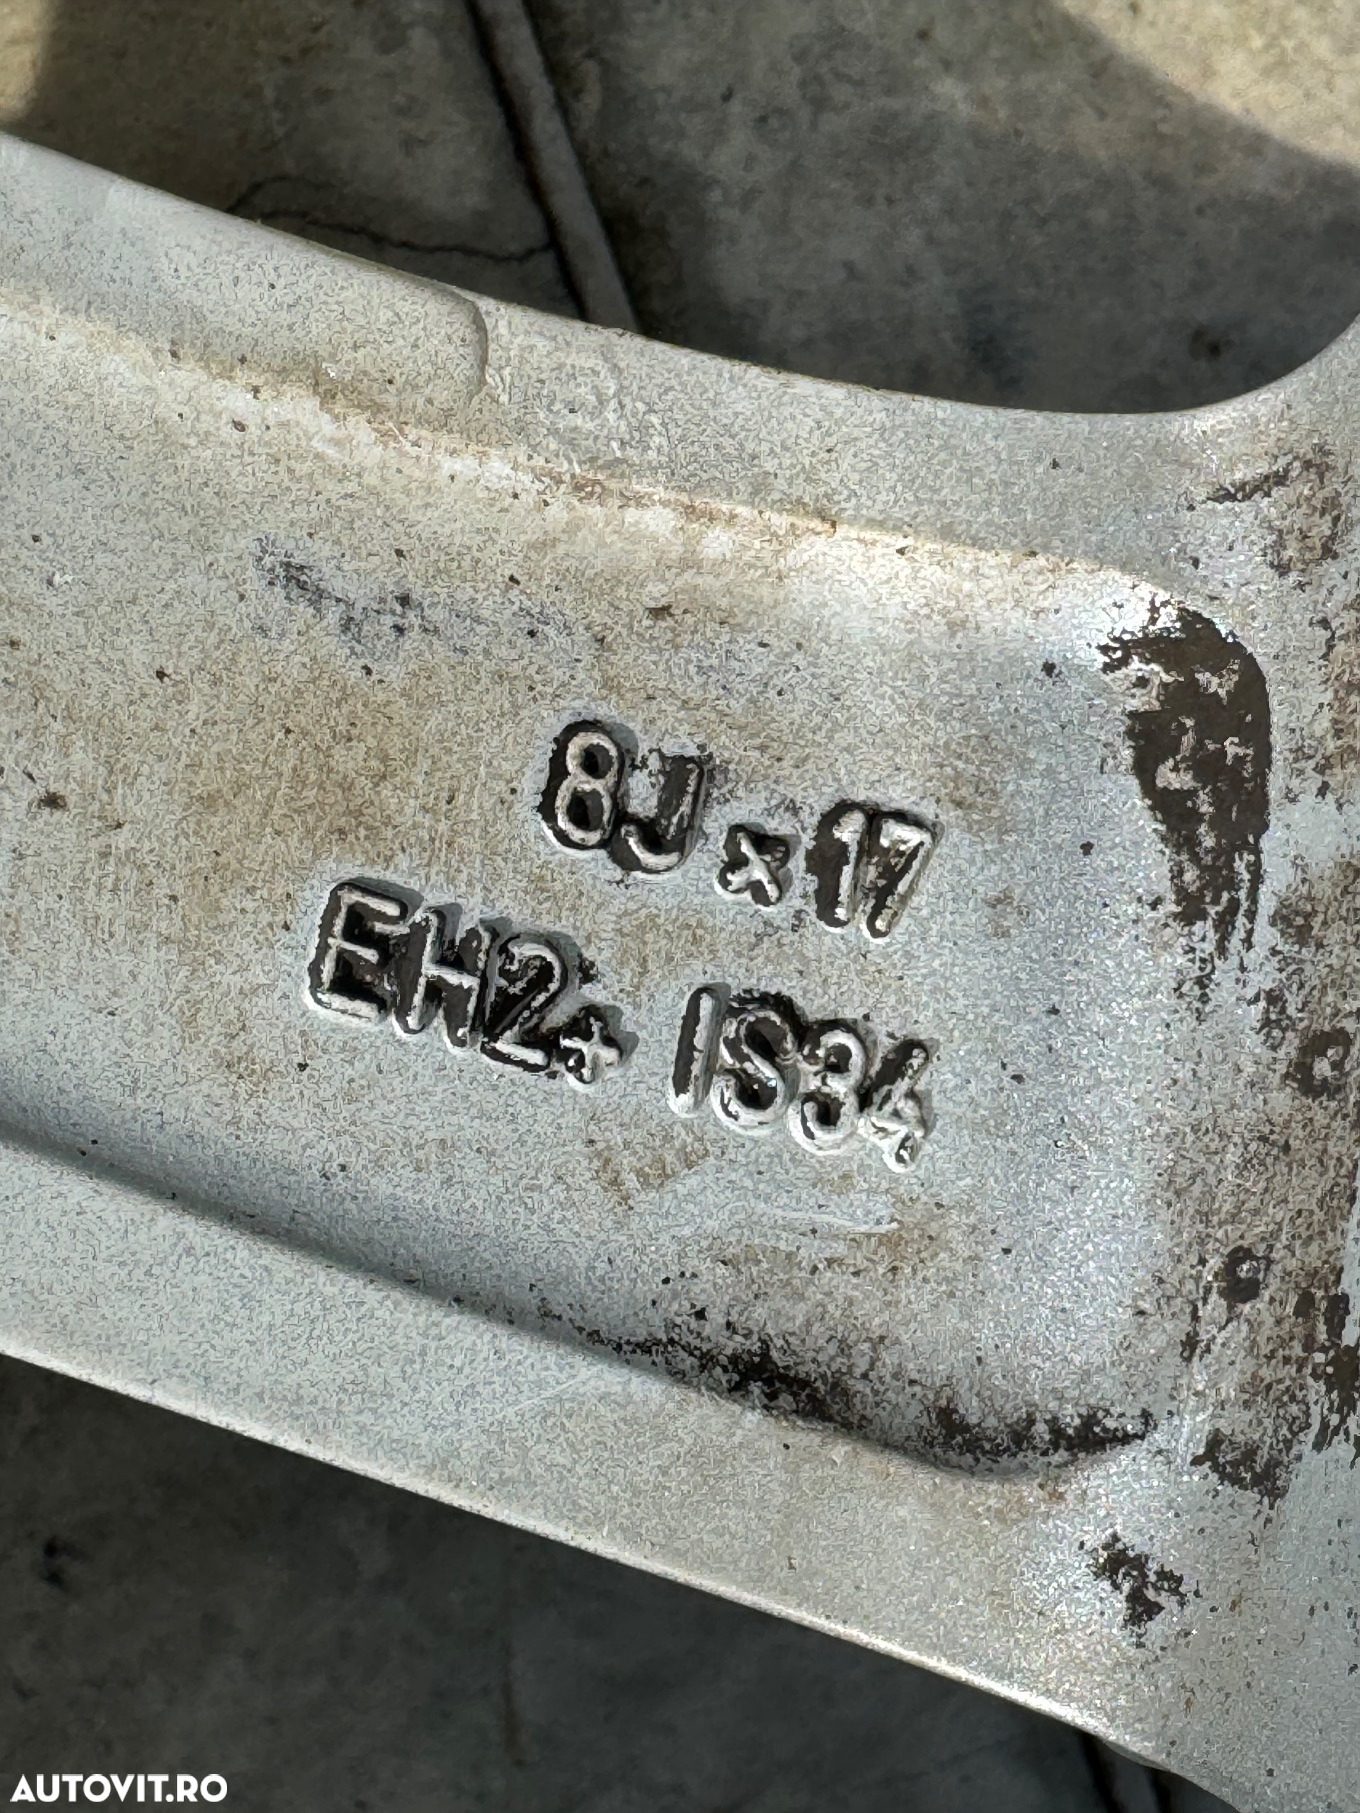 8J x 17
EH2+ IS34
AUTOVIT.RO